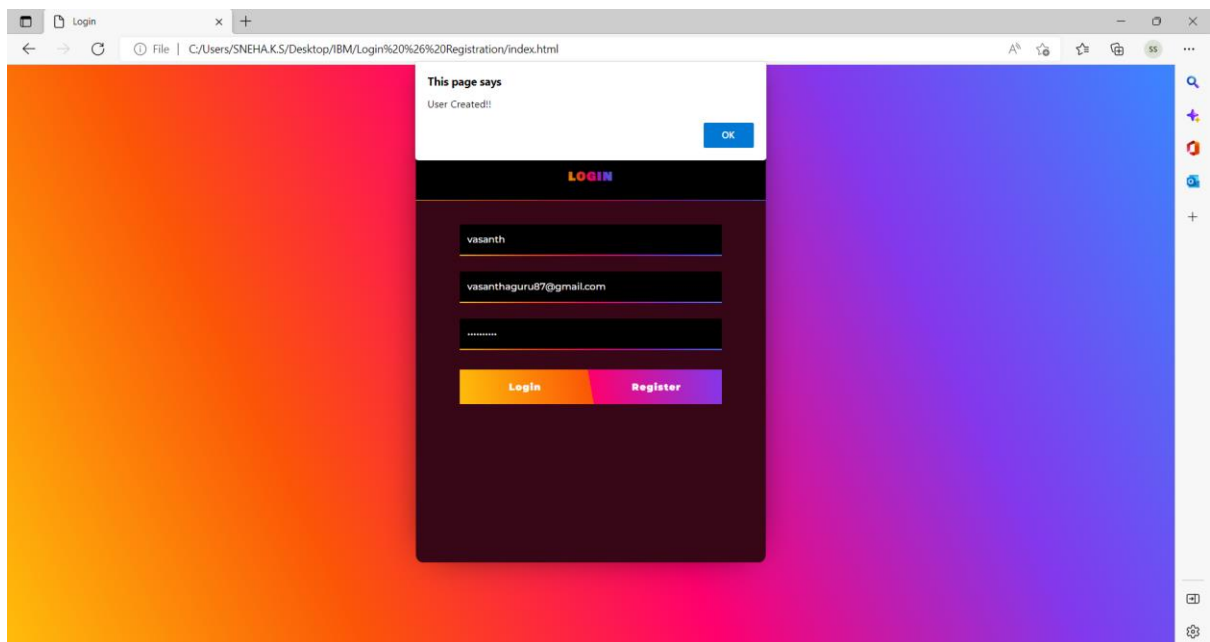 Login
File | C:/Users/SNEHA.K.S/Desktop/IBM/Login%20%26%20Registration/index.html
SS
This page says
User Created!!
OK
LOGIN
vasanth
vasanthaguru87@gmail.com
..........
Login Register